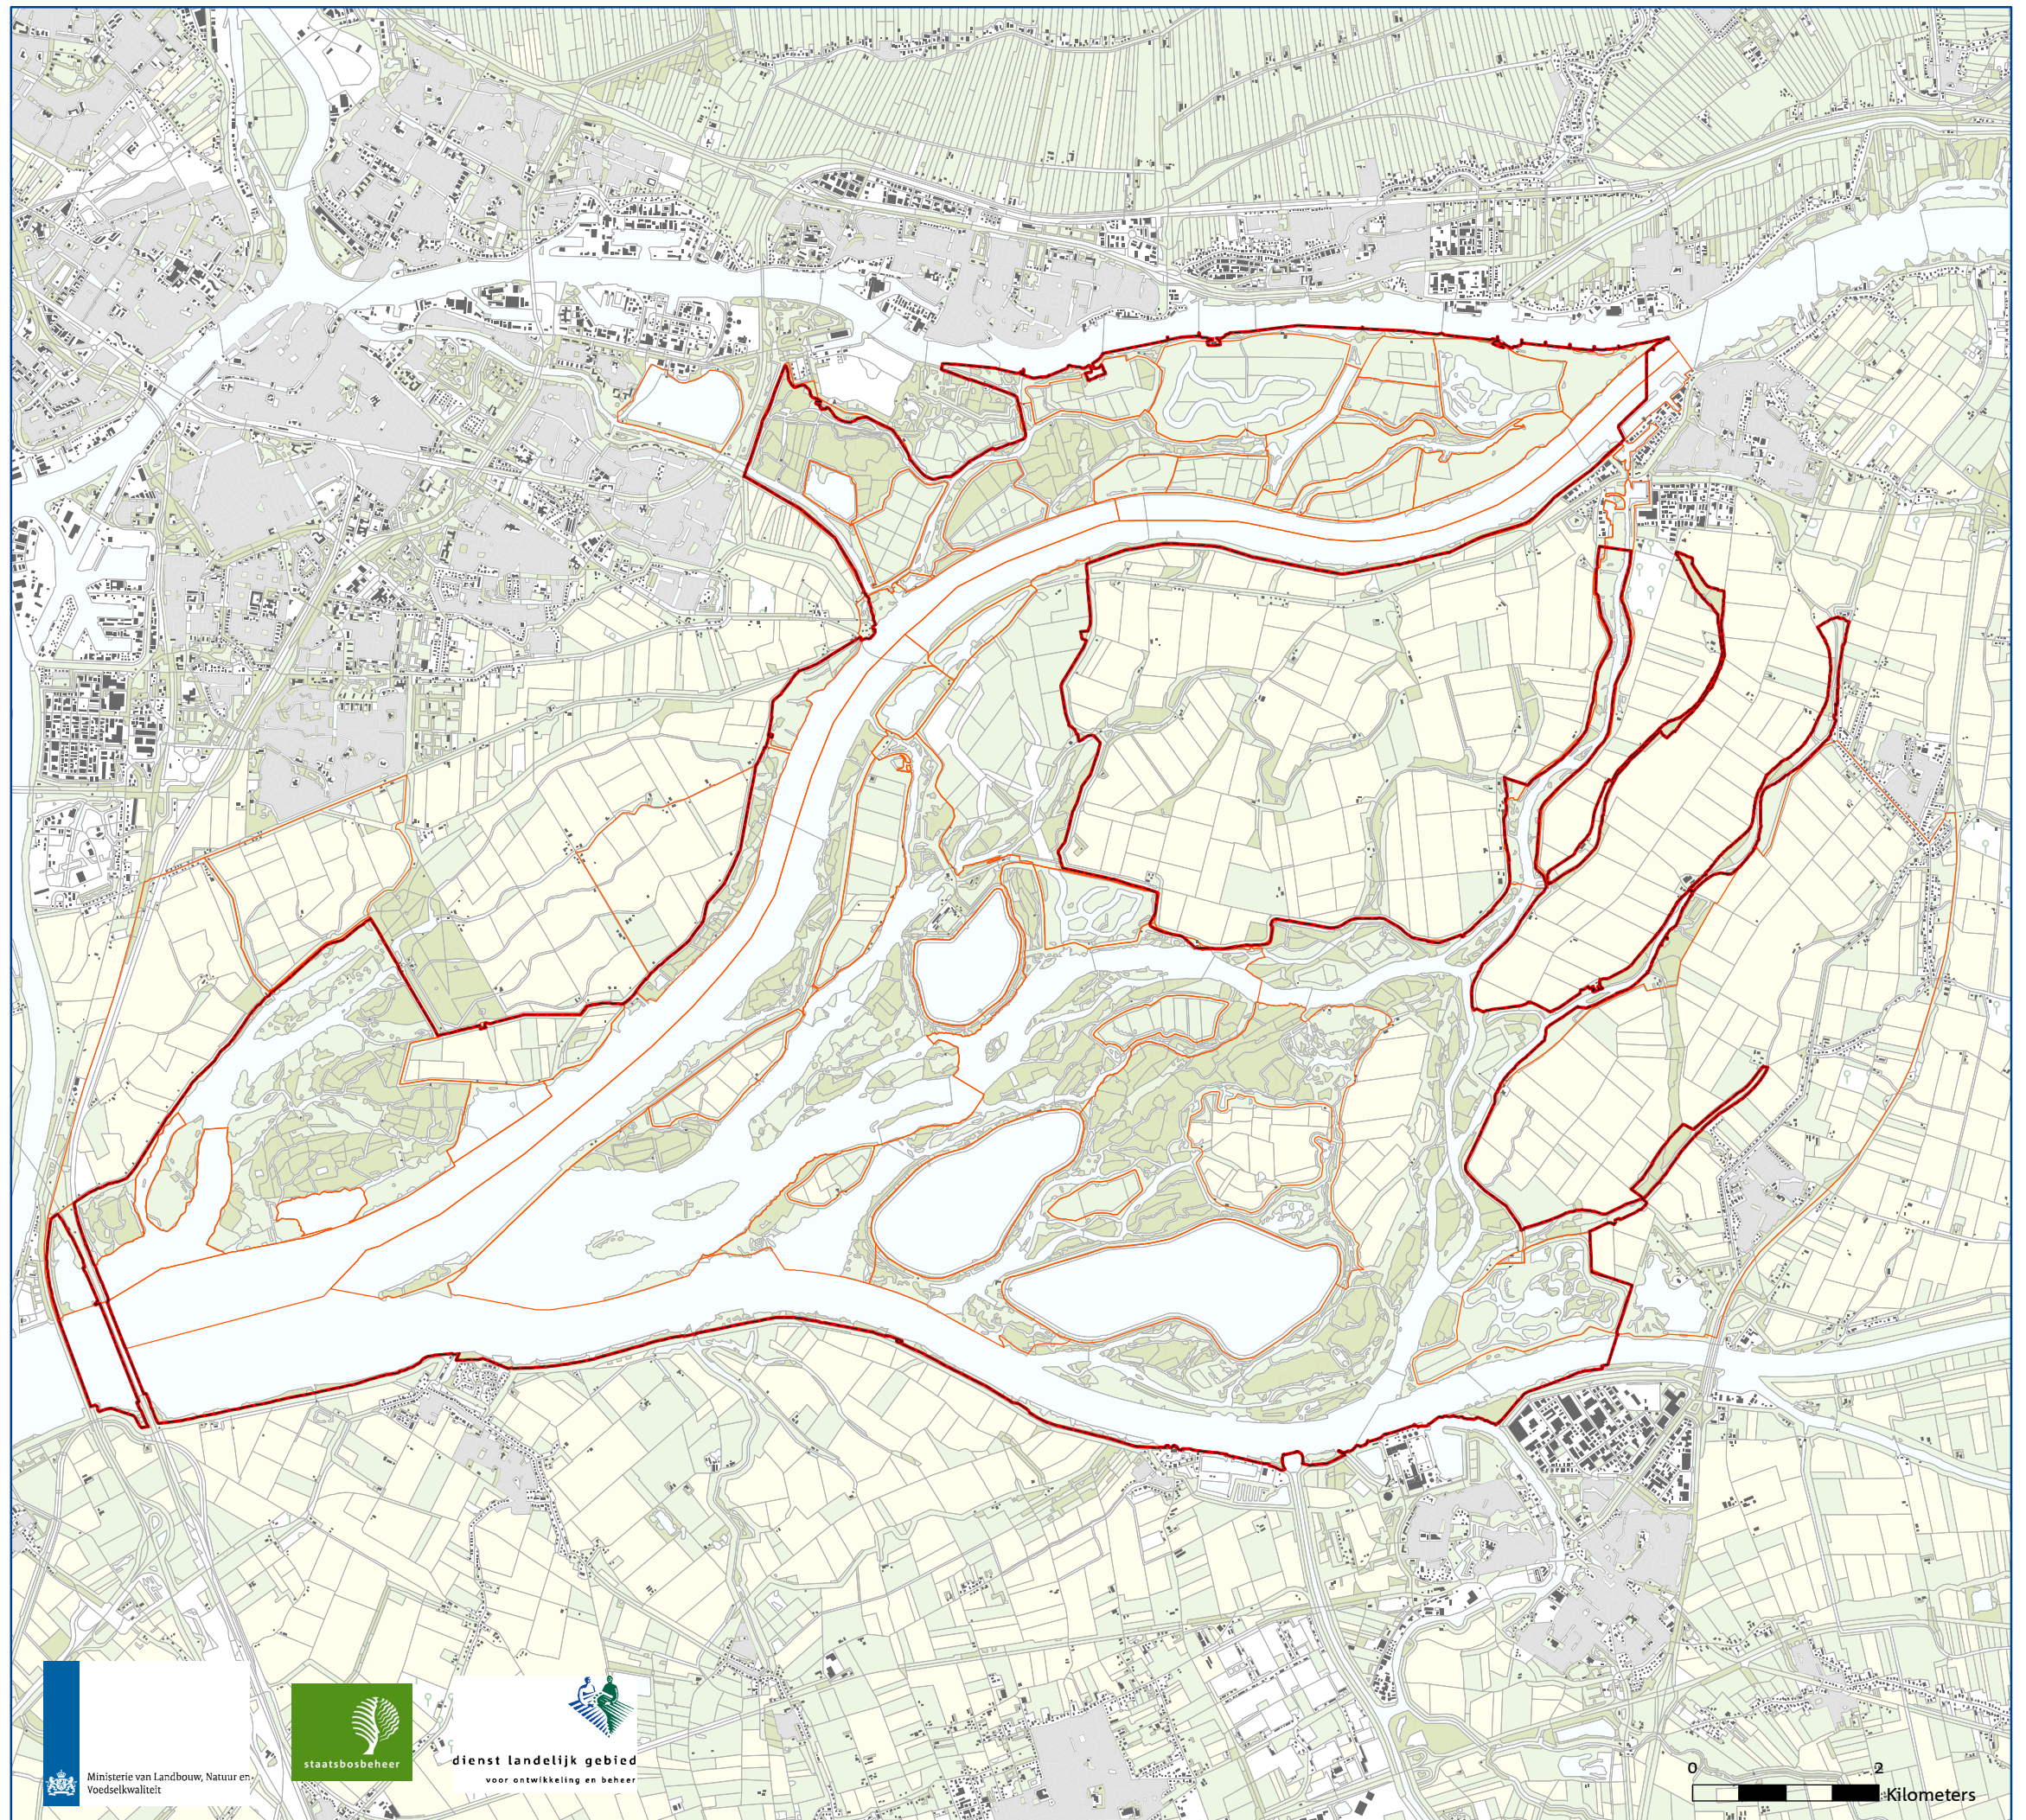 Ministerie van Landbouw, Natuur en
Voedselkwaliteit
staatsbosbeheer
dienst landelijk gebied
voor ontwikkeling en beheer
0 2
Kilometers